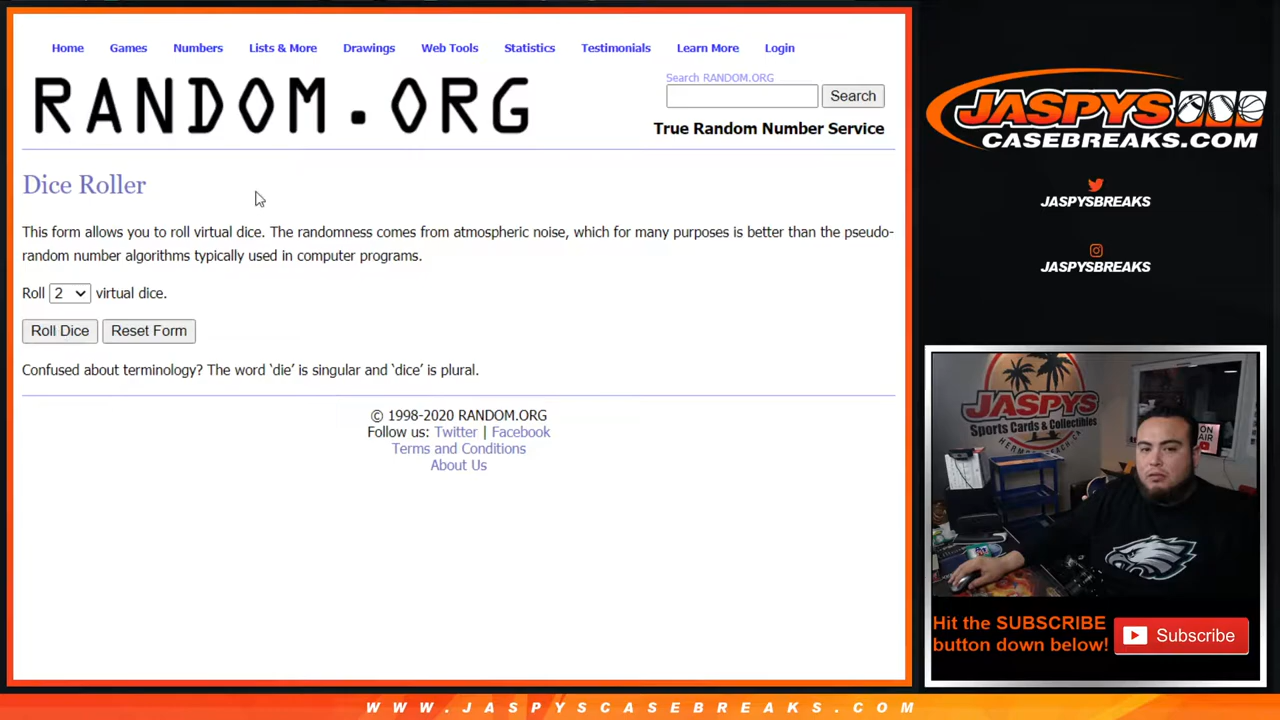 Home Games Numbers Lists & More Drawings Web Tools Statistics Testimonials Learn More Login
RANDOM.ORG
Search RANDOM.ORG
Search
True Random Number Service
Dice Roller
This form allows you to roll virtual dice. The randomness comes from atmospheric noise, which for many purposes is better than the pseudo-
random number algorithms typically used in computer programs.
Roll 2 virtual dice.
Roll Dice Reset Form
Confused about terminology? The word ‘die’ is singular and ‘dice’ is plural.
© 1998-2020 RANDOM.ORG
Follow us: Twitter | Facebook
Terms and Conditions
About Us
JASPYS
CASEBREAKS.COM
JASPYSBREAKS
JASPYSBREAKS
JASPYS
Sports Cards & Collectibles
HERMOSA BEACH, CA
ON
AIR
Hit the SUBSCRIBE
button down below!
Subscribe
WWW.JASPYSCASEBREAKS.COM